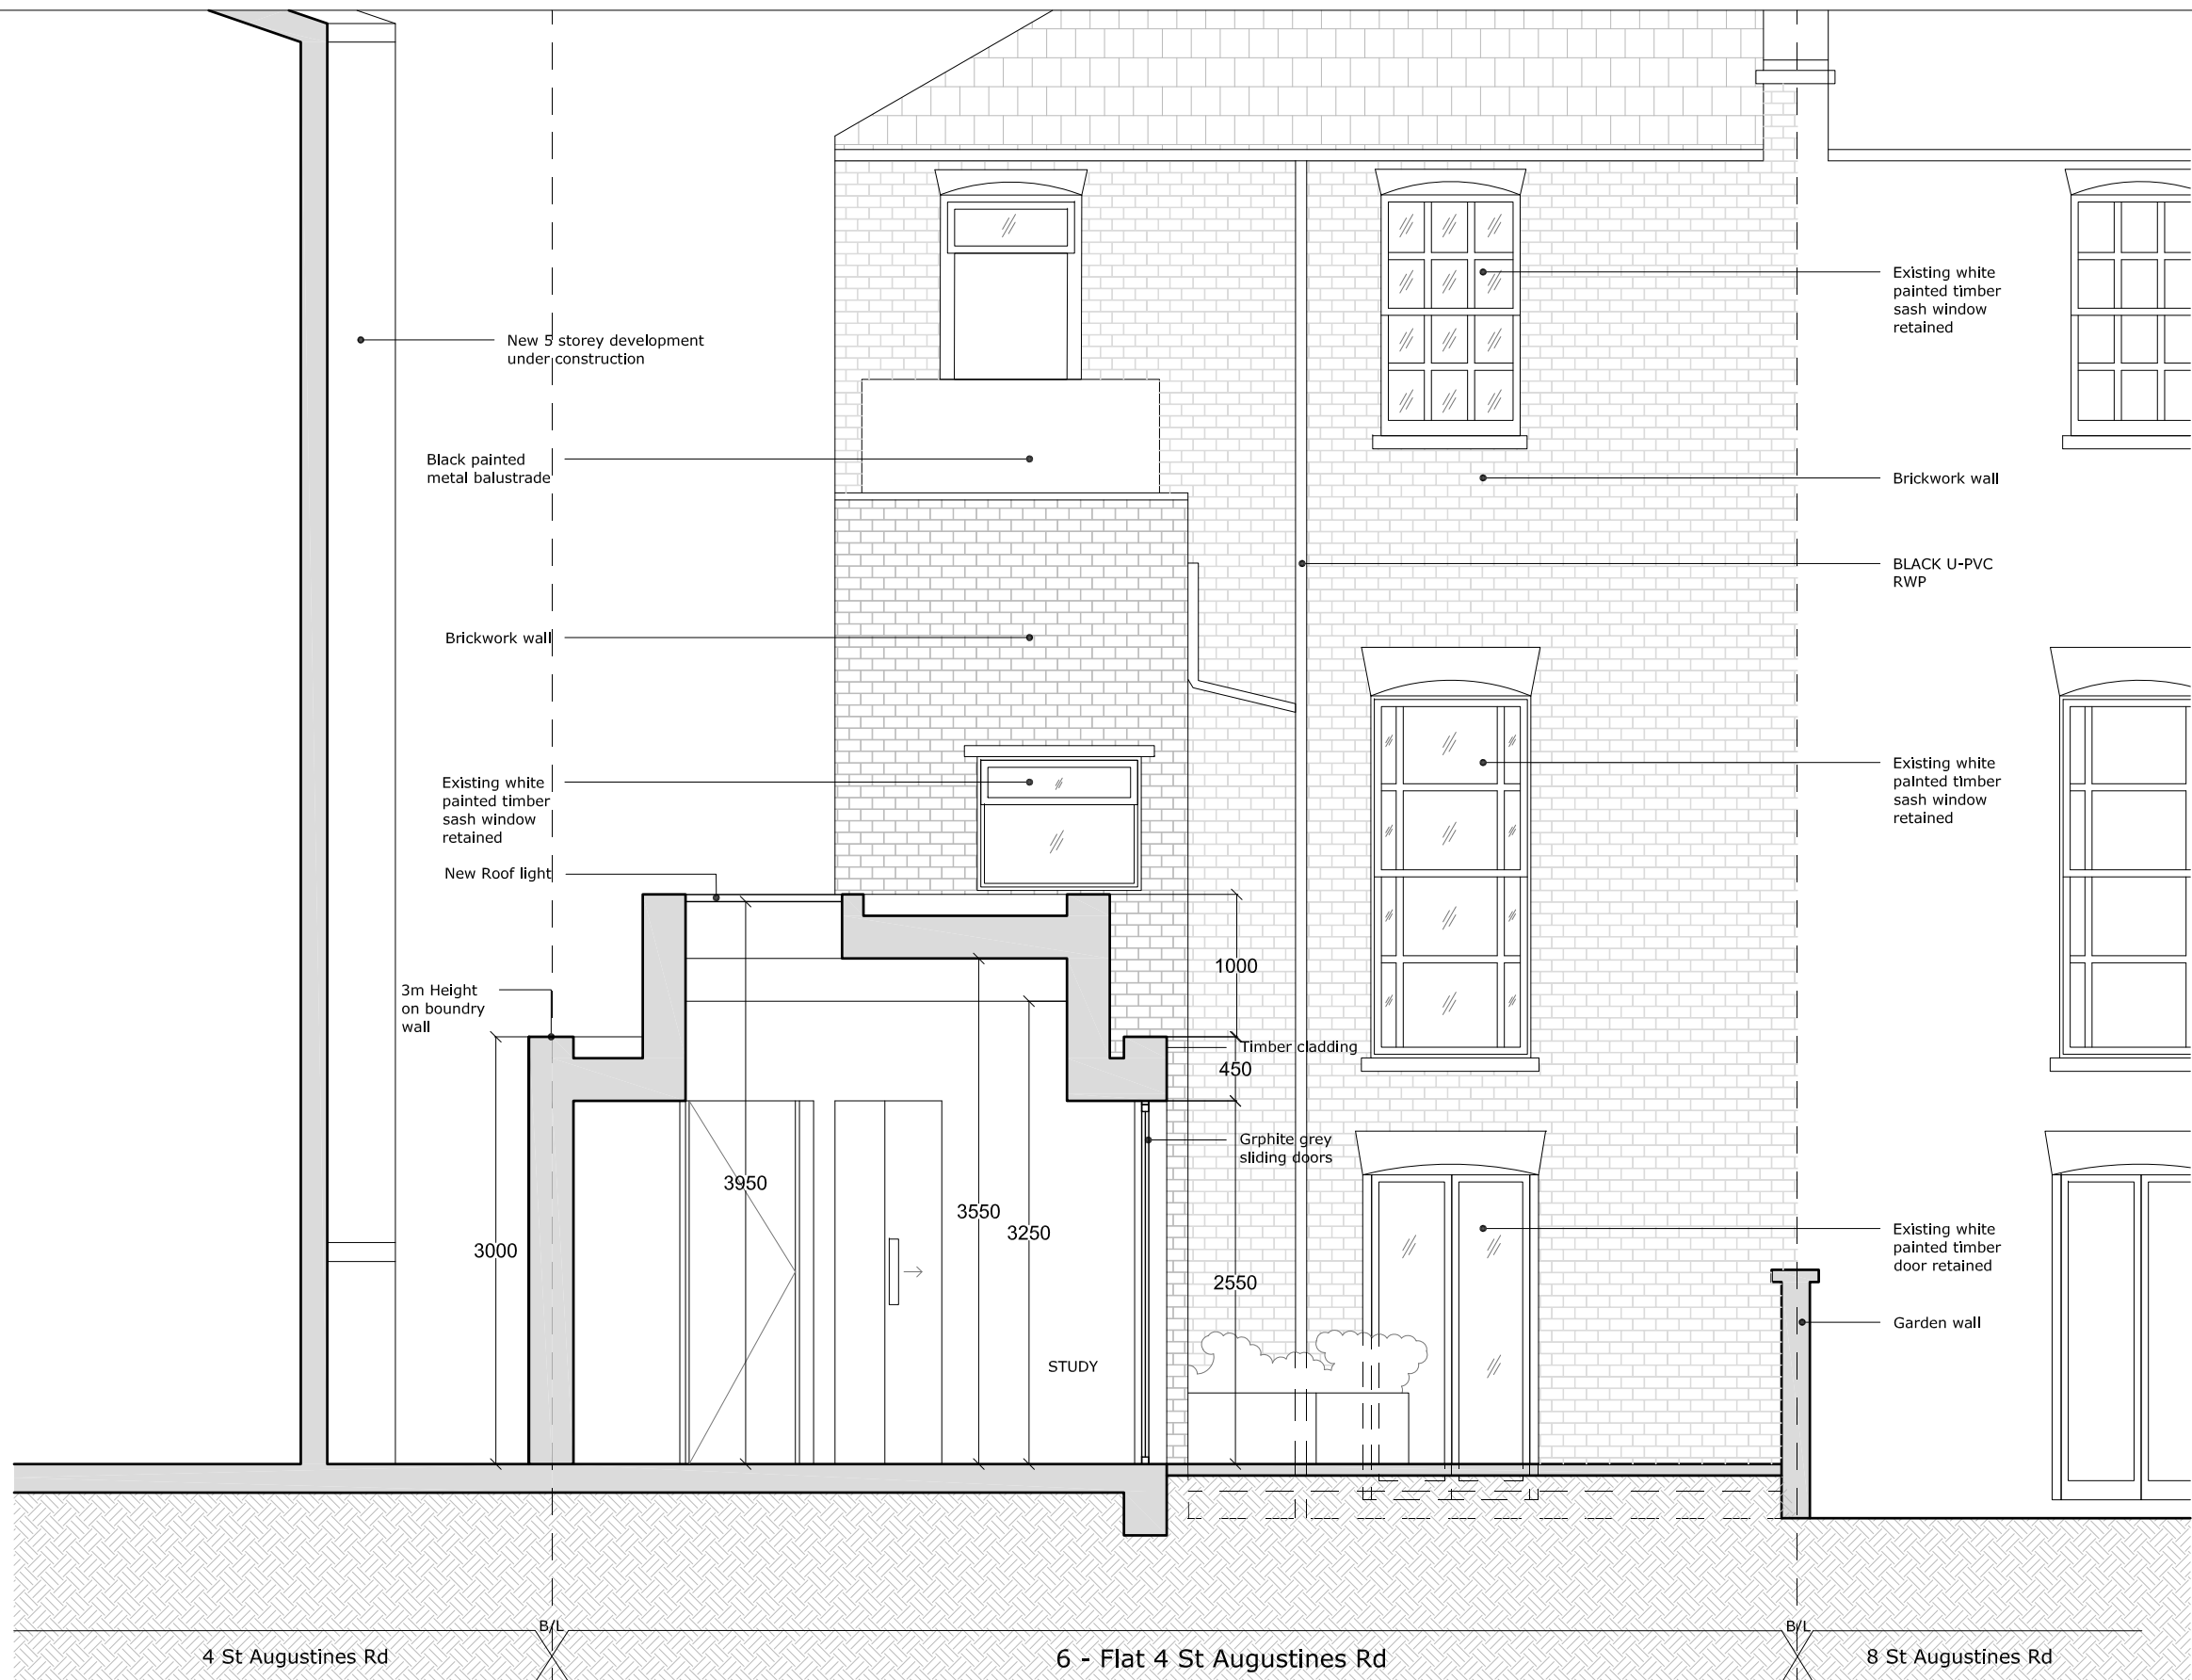 New 5 storey development
under construction
Black painted
metal balustrade
Brickwork wall
Existing white
painted timber
sash window
retained
New Roof light
3m Height
on boundry
wall
3000
3950
3550
3250
STUDY
1000
Timber cladding
450
Grphite grey
sliding doors
2550
Existing white
painted timber
sash window
retained
Brickwork wall
BLACK U-PVC
RWP
Existing white
painted timber
sash window
retained
Existing white
painted timber
door retained
Garden wall
B/L
B/L
4 St Augustines Rd
6 - Flat 4 St Augustines Rd
8 St Augustines Rd